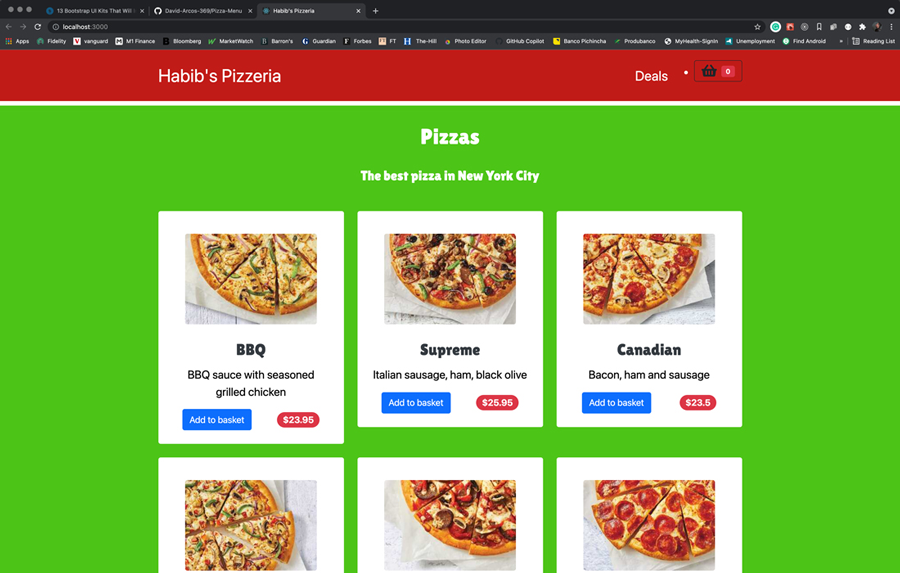 13 Bootstrap UI Kits That Will
David-Arcos-369/Pizza-Menu
Habib's Pizzeria
localhost:3000
Apps
Fidelity
vanguard
M1 Finance
Bloomberg
MarketWatch
Barron's
Guardian
Forbes
FT
The-Hill
Photo Editor
GitHub Copilot
Banco Pichincha
Produbanco
MyHealth-SignIn
Unemployment
Find Android
»
Reading List
Habib's Pizzeria
Deals
0
Pizzas
The best pizza in New York City
BBQ
BBQ sauce with seasoned
grilled chicken
Add to basket
$23.95
Supreme
Italian sausage, ham, black olive
Add to basket
$25.95
Canadian
Bacon, ham and sausage
Add to basket
$23.5